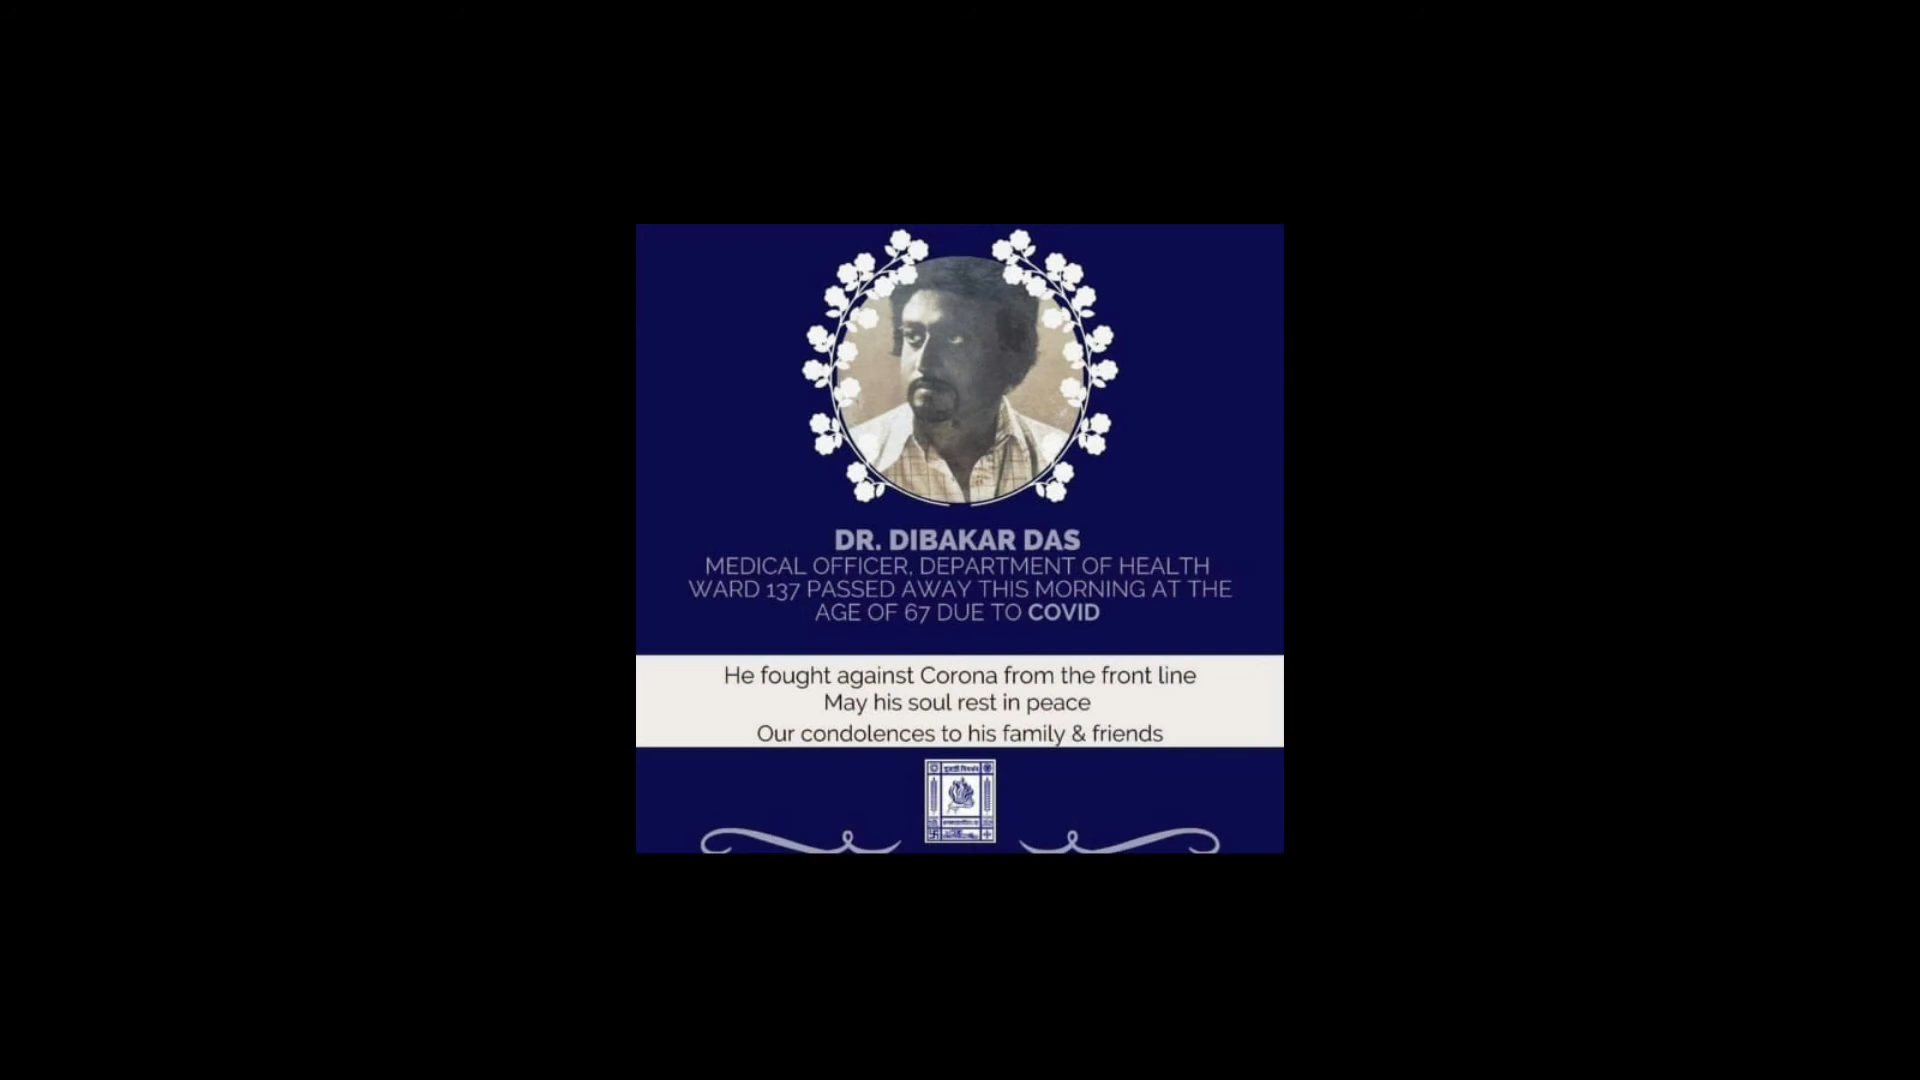 DR. DIBAKAR DAS
MEDICAL OFFICER, DEPARTMENT OF HEALTH
WARD 137 PASSED AWAY THIS MORNING AT THE
AGE OF 67 DUE TO COVID
He fought against Corona from the front line
May his soul rest in peace
Our condolences to his family & friends